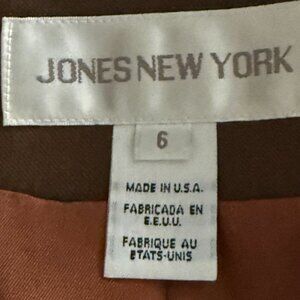 JONES NEW YORK
6
MADE IN U.S.A.
FABRICADA EN
E.E.U.U.
FABRIQUE AU
ETATS-UNIS